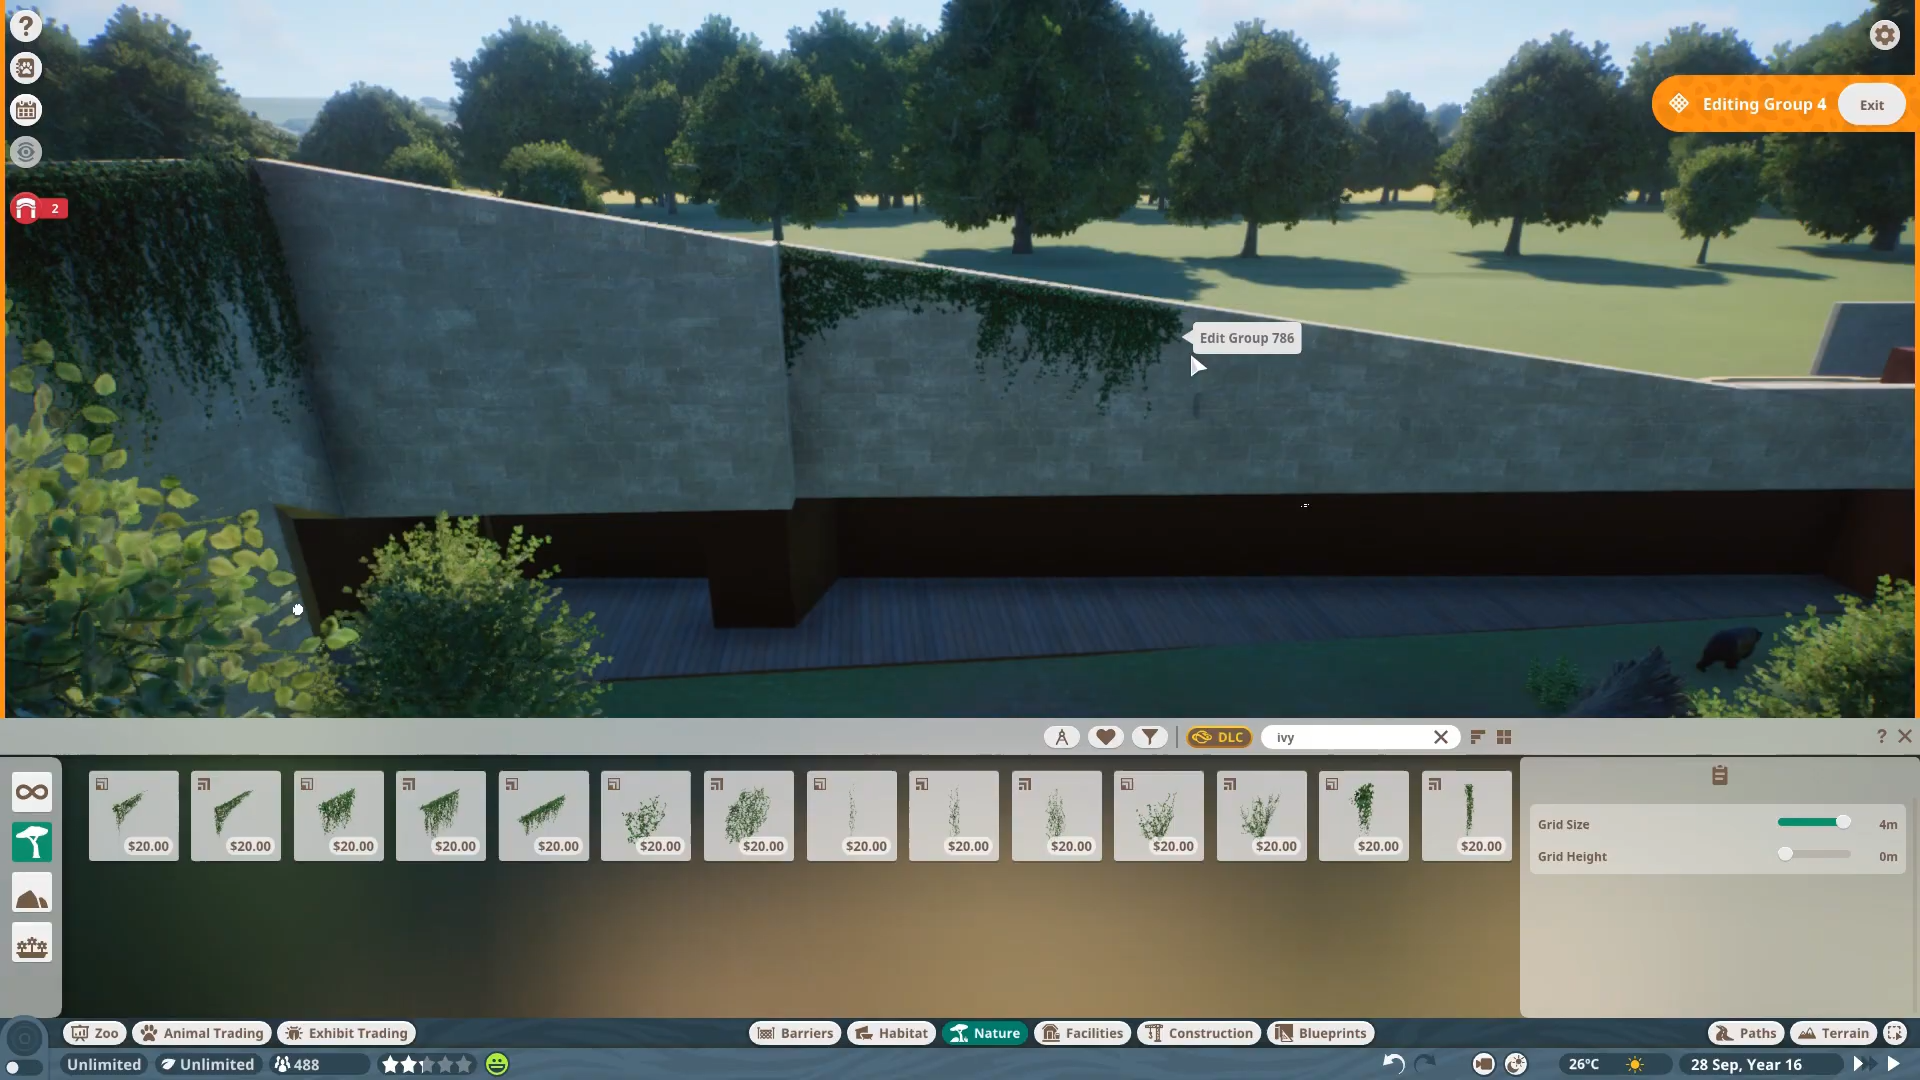 ?
Editing Group 4
Exit
2
Edit Group 786
DLC
ivy
?
$20.00
$20.00
$20.00
$20.00
$20.00
$20.00
$20.00
$20.00
$20.00
$20.00
$20.00
$20.00
$20.00
$20.00
Grid Size
4m
Grid Height
0m
Zoo
Animal Trading
Exhibit Trading
Barriers
Habitat
Nature
Facilities
Construction
Blueprints
Paths
Terrain
Unlimited
Unlimited
488
26°C
28 Sep, Year 16